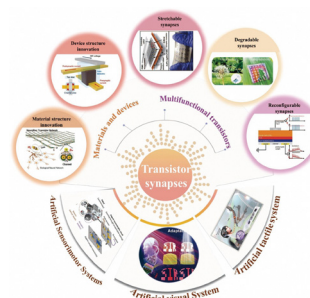 Stretchable
synapses
Device structure
innovation
Degradable
synapses
Material structure
innovation
Reconfigurable
synapses
Materials and devices
Multifunctional transistors
Transistor
synapses
Artificial Sensorimotor Systems
Artificial visual System
Artificial tactile system